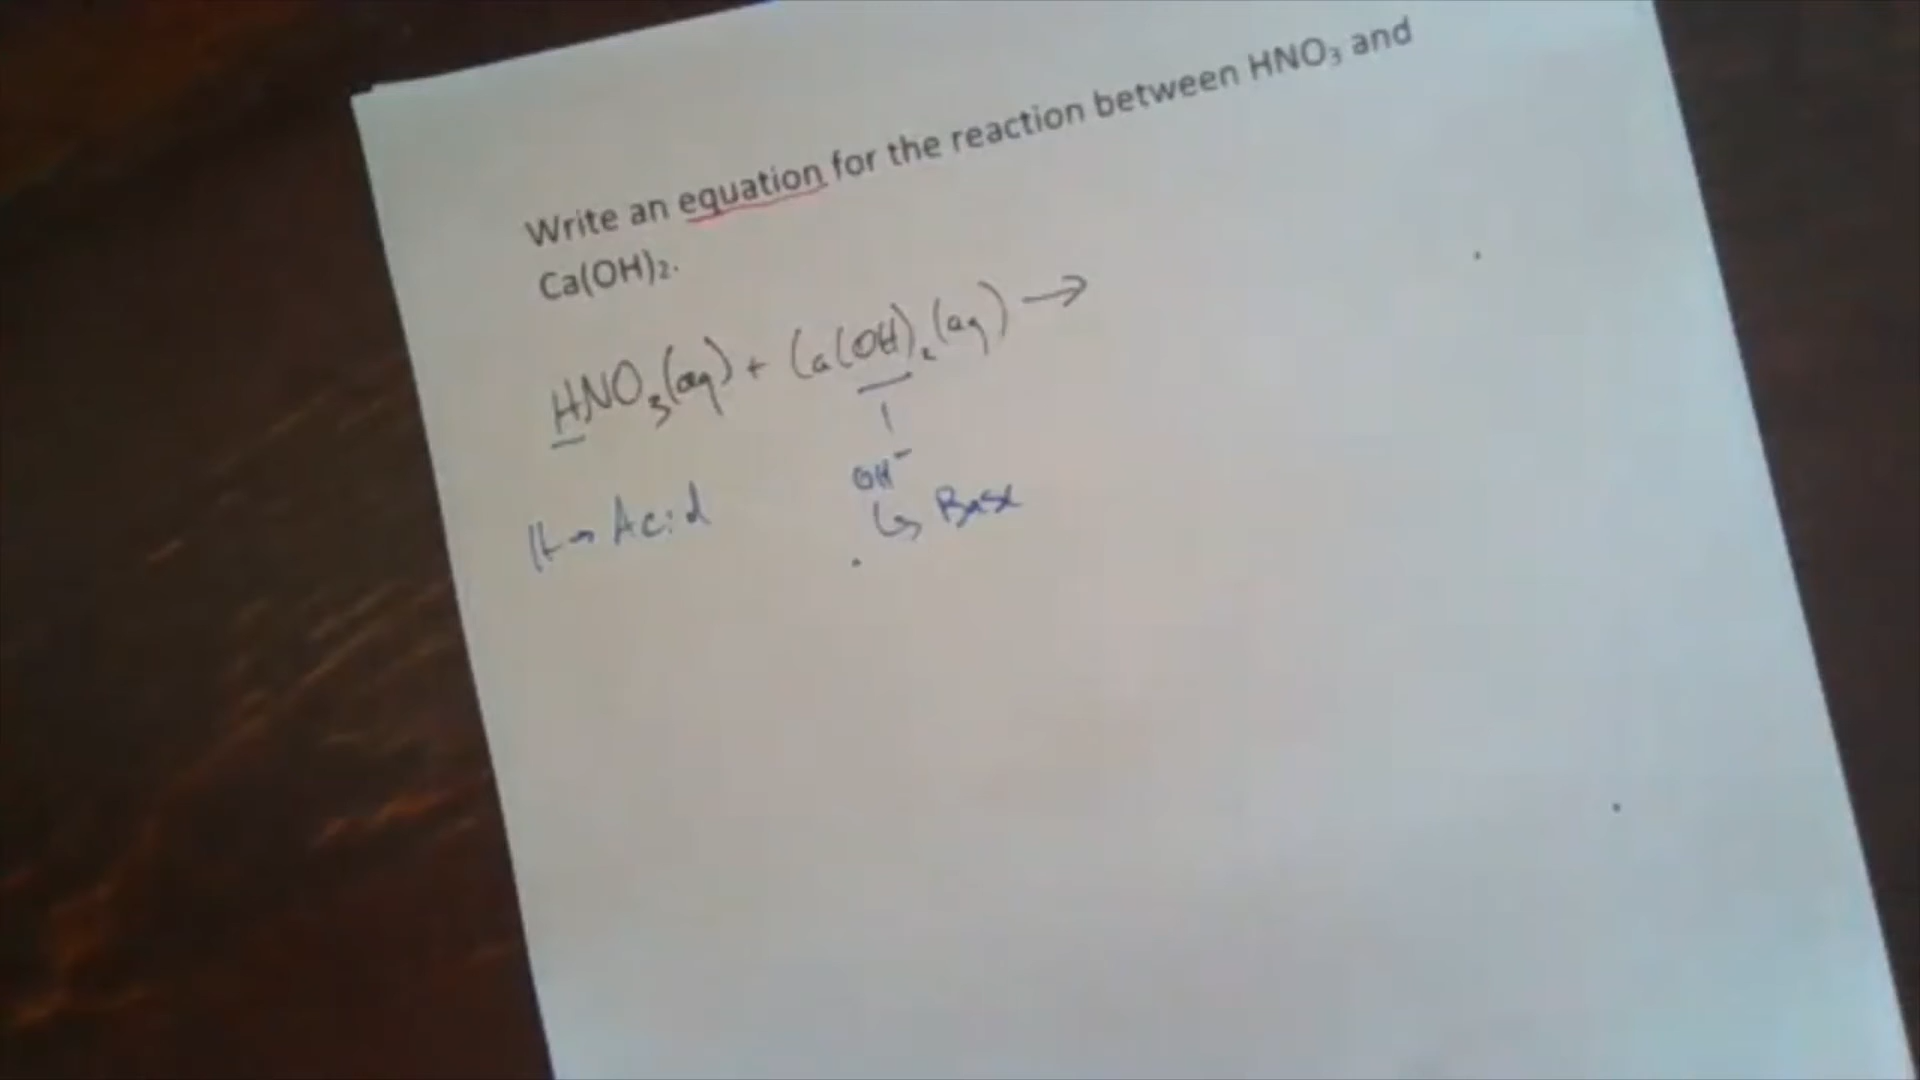 Write an equation for the reaction between HNO₃ and
Ca(OH)₂.
HNO₃(aq) + Ca(OH)₂(aq) →
OH⁻
H → Acid
↳ Base